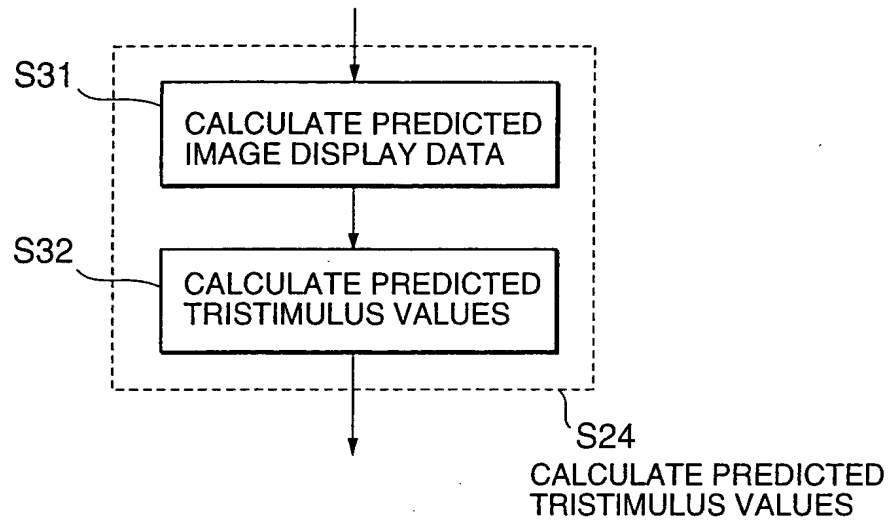 S31
CALCULATE PREDICTED
IMAGE DISPLAY DATA
S32
CALCULATE PREDICTED
TRISTIMULUS VALUES
S24
CALCULATE PREDICTED
TRISTIMULUS VALUES